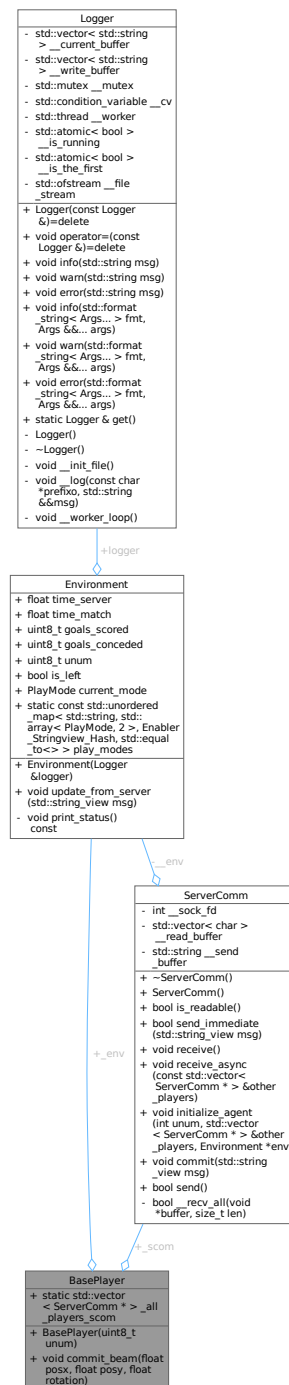 Logger
- std::vector< std::string
> __current_buffer
- std::vector< std::string
> __write_buffer
- std::mutex __mutex
- std::condition_variable __cv
- std::thread __worker
- std::atomic< bool >
__is_running
- std::atomic< bool >
__is_the_first
- std::ofstream __file
_stream
+ Logger(const Logger
&)=delete
+ void operator=(const
Logger &)=delete
+ void info(std::string msg)
+ void warn(std::string msg)
+ void error(std::string msg)
+ void info(std::format
_string< Args... > fmt,
Args &&... args)
+ void warn(std::format
_string< Args... > fmt,
Args &&... args)
+ void error(std::format
_string< Args... > fmt,
Args &&... args)
+ static Logger & get()
- Logger()
- ~Logger()
- void __init_file()
- void __log(const char
*prefixo, std::string
&&msg)
- void __worker_loop()
+logger
Environment
+ float time_server
+ float time_match
+ uint8_t goals_scored
+ uint8_t goals_conceded
+ uint8_t unum
+ bool is_left
+ PlayMode current_mode
+ static const std::unordered
_map< std::string, std::
array< PlayMode, 2 >, Enabler
_Stringview_Hash, std::equal
_to<> > play_modes
+ Environment(Logger
&logger)
+ void update_from_server
(std::string_view msg)
- void print_status()
const
-__env
ServerComm
- int __sock_fd
- std::vector< char >
__read_buffer
- std::string __send
_buffer
+ ~ServerComm()
+ ServerComm()
+ bool is_readable()
+ bool send_immediate
(std::string_view msg)
+ void receive()
+ void receive_async
(const std::vector<
ServerComm * > &other
_players)
+ void initialize_agent
(int unum, std::vector
< ServerComm * > &other
_players, Environment *env)
+ void commit(std::string
_view msg)
+ bool send()
- bool __recv_all(void
*buffer, size_t len)
+_env
+_scom
BasePlayer
+ static std::vector
< ServerComm * > _all
_players_scom
+ BasePlayer(uint8_t
unum)
+ void commit_beam(float
posx, float posy, float
rotation)